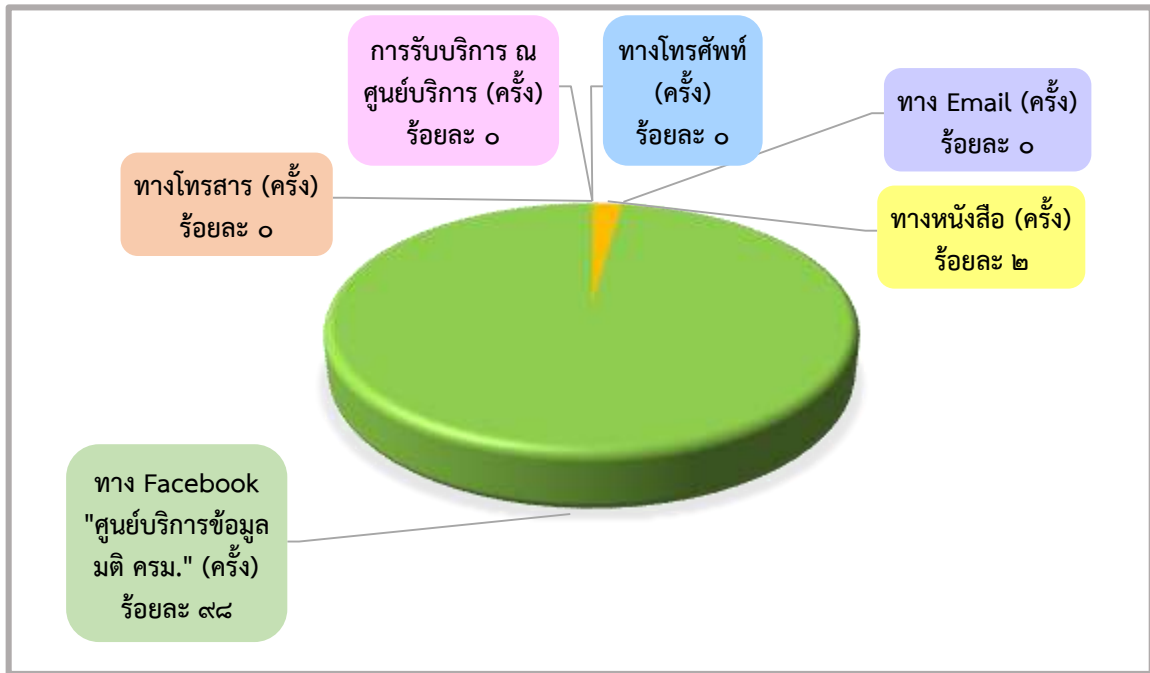 การรับบริการ ณ
ศูนย์บริการ (ครั้ง)
ร้อยละ ๐
ทางโทรศัพท์
(ครั้ง)
ร้อยละ ๐
ทาง Email (ครั้ง)
ร้อยละ ๐
ทางโทรสาร (ครั้ง)
ร้อยละ ๐
ทางหนังสือ (ครั้ง)
ร้อยละ ๒
ทาง Facebook
"ศูนย์บริการข้อมูล
มติ ครม." (ครั้ง)
ร้อยละ ๙๘